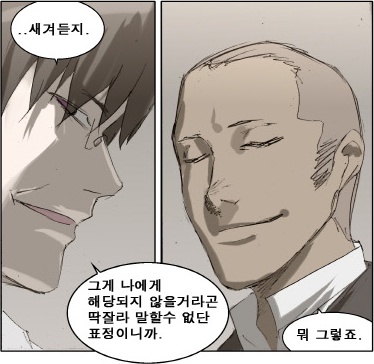 ..새겨듣지.
그게 나에게
해당되지 않을거라곤
딱잘라 말할수 없단
표정이니까.
뭐 그렇죠.